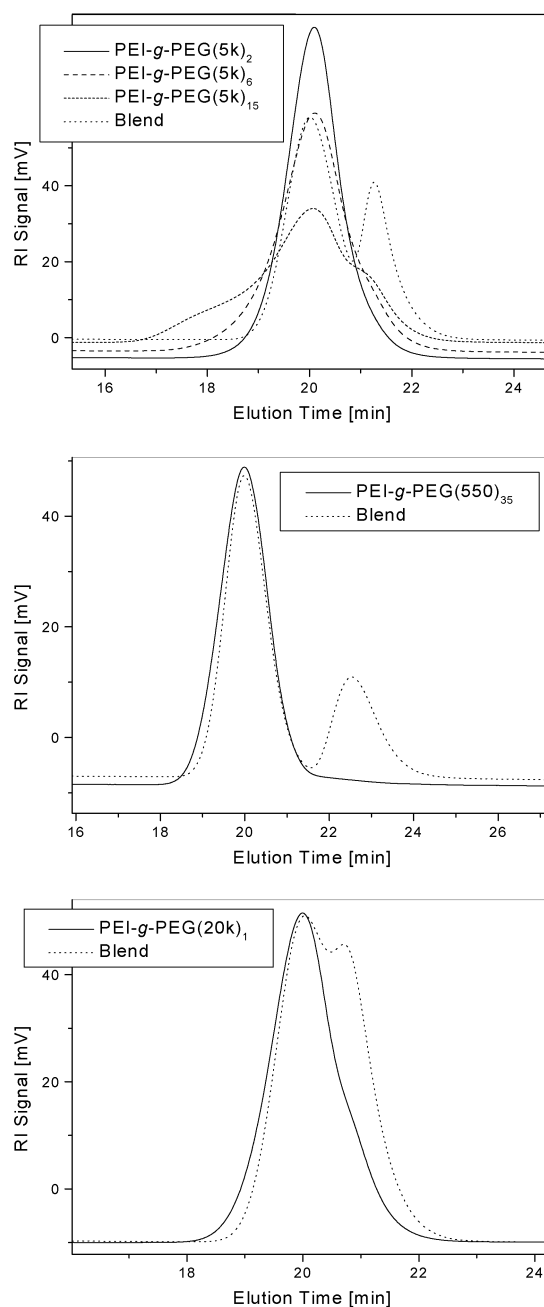 PEI-g-PEG(5k)₂
PEI-g-PEG(5k)₆
PEI-g-PEG(5k)₁₅
Blend
RI Signal [mV]
40
20
0
16 18 20 22 24
Elution Time [min]
PEI-g-PEG(550)₃₅
Blend
RI Signal [mV]
40
20
0
16 18 20 22 24 26
Elution Time [min]
PEI-g-PEG(20k)₁
Blend
RI Signal [mV]
40
20
0
18 20 22 24
Elution Time [min]